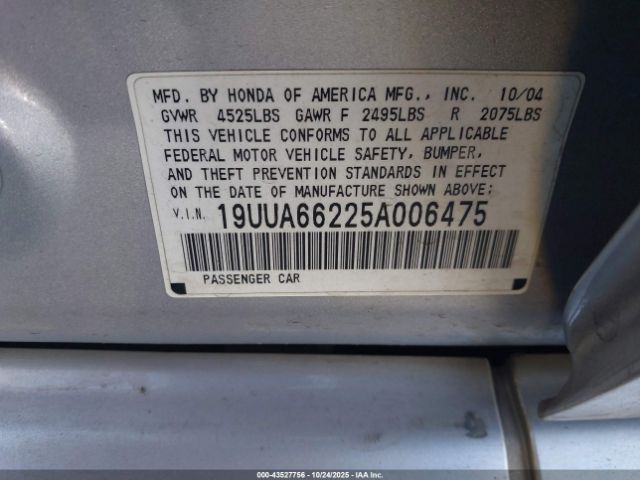 MFD. BY HONDA OF AMERICA MFG., INC. 10/04
GVWR 4525LBS GAWR F 2495LBS R 2075LBS
THIS VEHICLE CONFORMS TO ALL APPLICABLE
FEDERAL MOTOR VEHICLE SAFETY, BUMPER,
AND THEFT PREVENTION STANDARDS IN EFFECT
ON THE DATE OF MANUFACTURE SHOWN ABOVE:
V.I.N. 19UUA66225A006475
PASSENGER CAR
000-43527756 | 10/24/2025 | IAAI.com